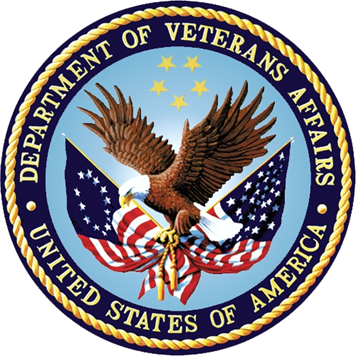 DEPARTMENT OF VETERANS AFFAIRS
UNITED STATES OF AMERICA